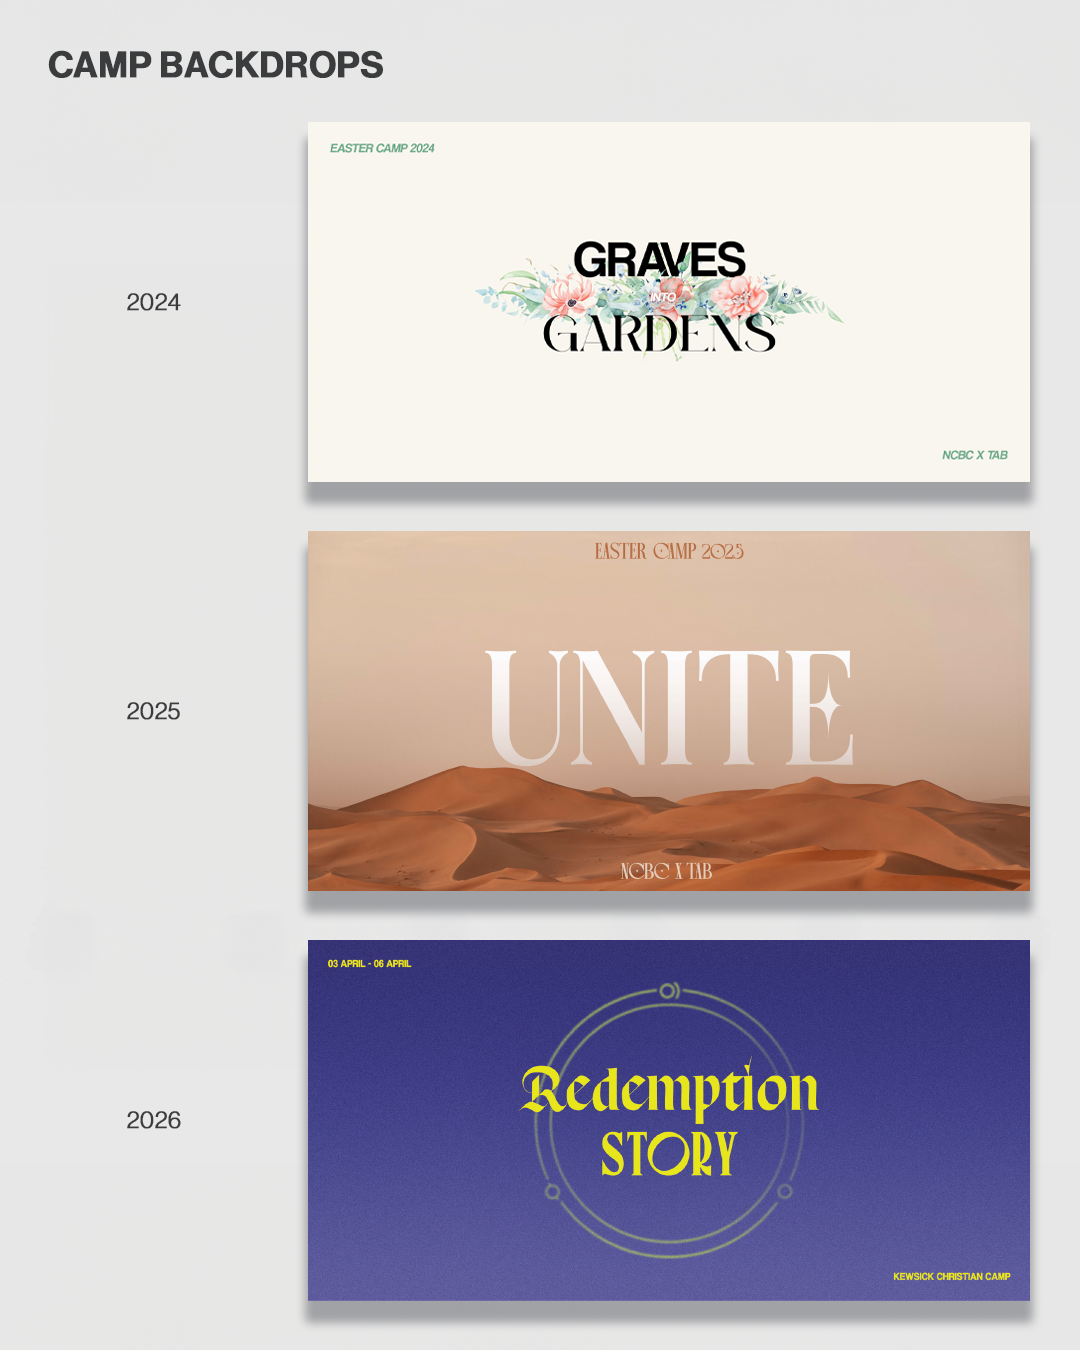 CAMP BACKDROPS
2024
EASTER CAMP 2024
GRAVES
INTO
GARDENS
NCBC X TAB
2025
EASTER CAMP 2025
UNITE
NCBC X TAB
2026
03 APRIL - 06 APRIL
Redemption
STORY
KEWSICK CHRISTIAN CAMP